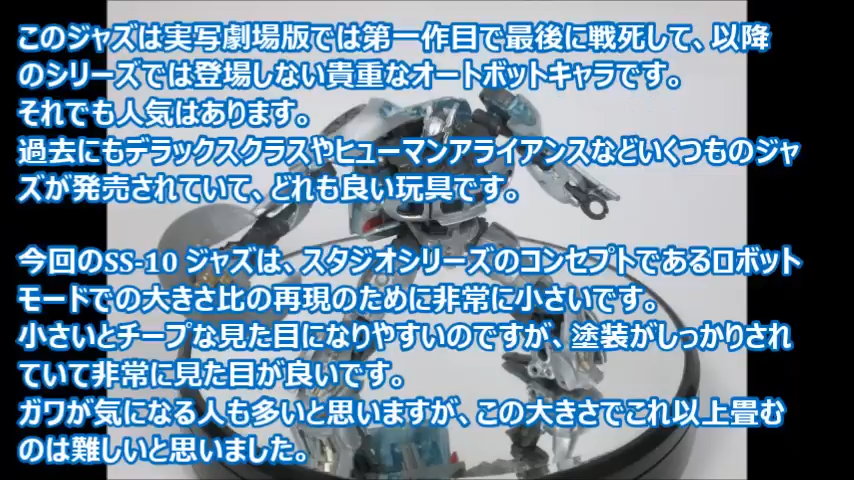 このジャズは実写劇場版では第一作目で最後に戦死して、以降
のシリーズでは登場しない貴重なオートボットキャラです。
それでも人気はあります。
過去にもデラックスクラスやヒューマンアライアンスなどいくつものジャ
ズが発売されていて、どれも良い玩具です。
今回のSS-10 ジャズは、スタジオシリーズのコンセプトであるロボット
モードでの大きさ比の再現のために非常に小さいです。
小さいとチープな見た目になりやすいのですが、塗装がしっかりされ
ていて非常に見た目が良いです。
ガワが気になる人も多いと思いますが、この大きさでこれ以上畳む
のは難しいと思いました。